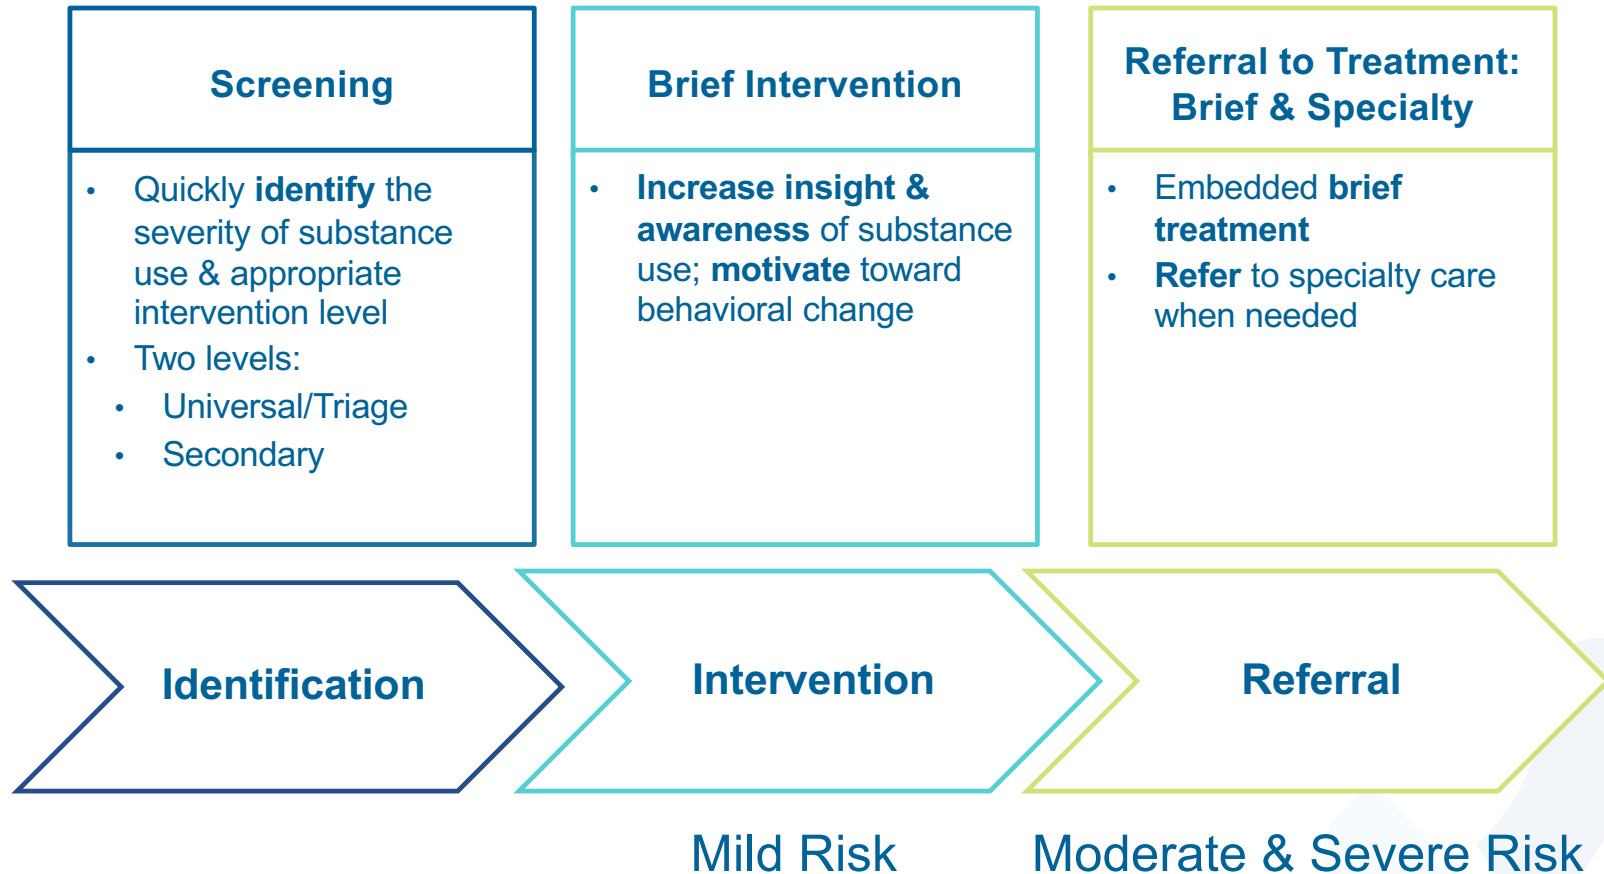 Screening
• Quickly identify the
severity of substance
use & appropriate
intervention level
• Two levels:
• Universal/Triage
• Secondary
Brief Intervention
• Increase insight &
awareness of substance
use; motivate toward
behavioral change
Referral to Treatment:
Brief & Specialty
• Embedded brief
treatment
• Refer to specialty care
when needed
Identification
Intervention
Referral
Mild Risk
Moderate & Severe Risk